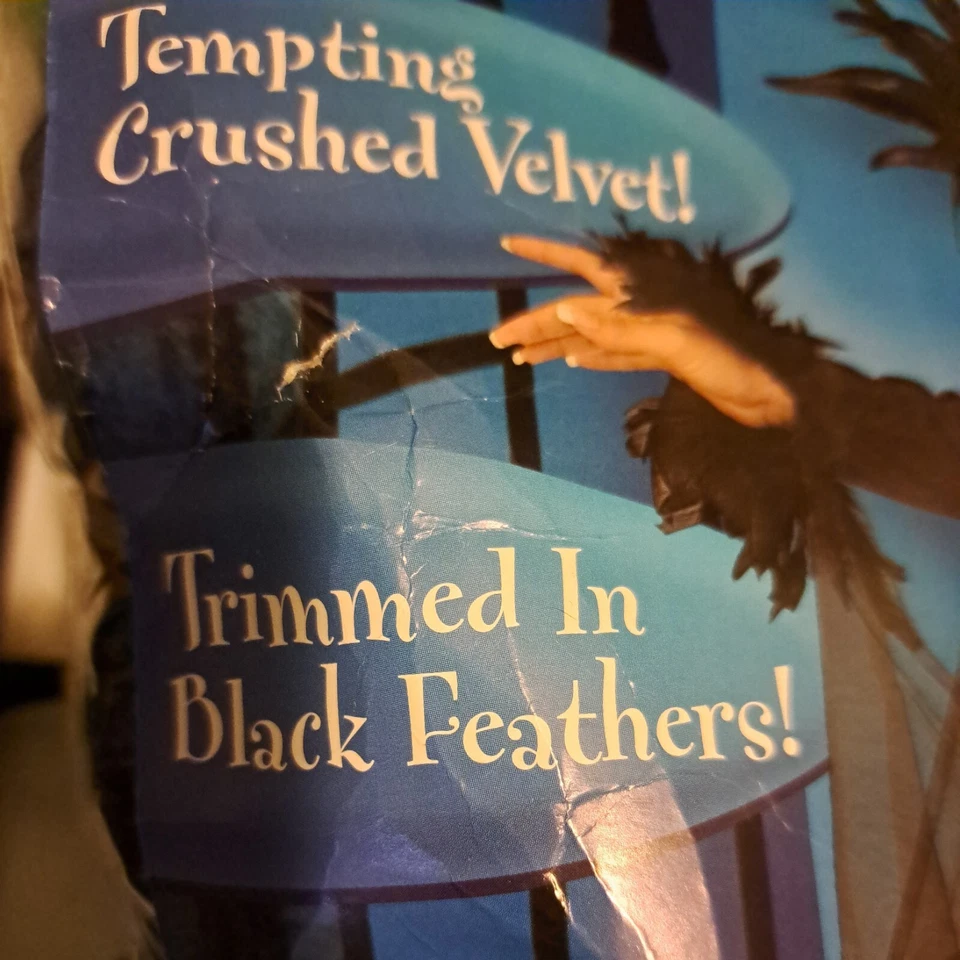 Tempting
Crushed Velvet!
Trimmed In
Black Feathers!